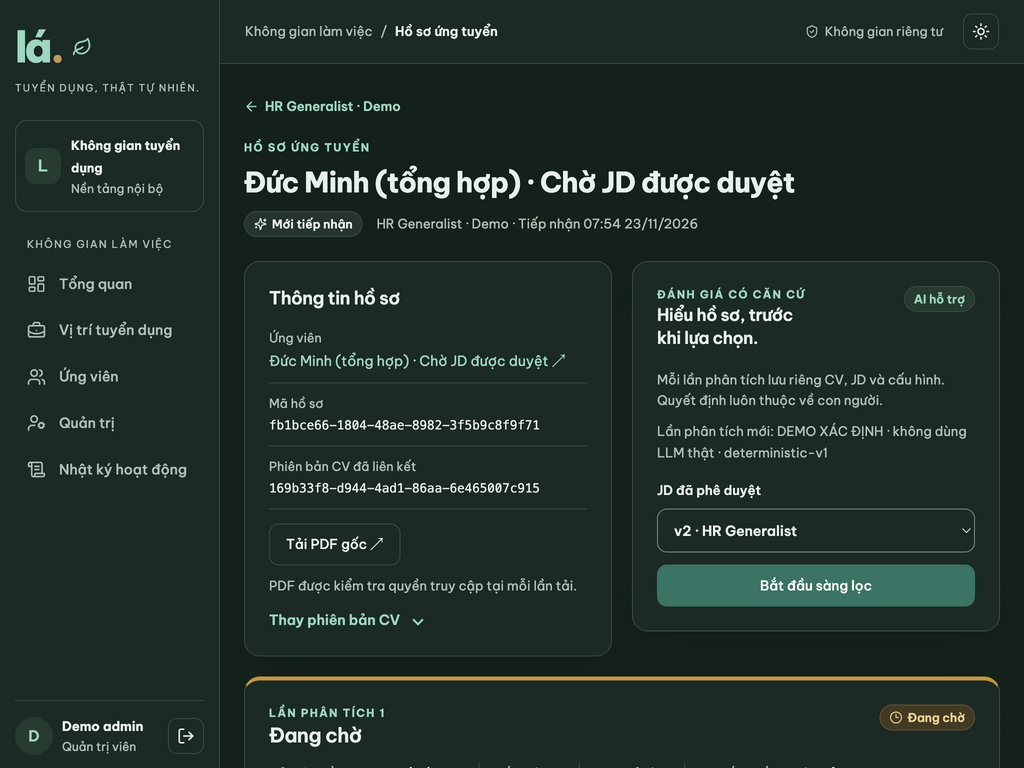 lá.
TUYỂN DỤNG, THẬT TỰ NHIÊN.
L
Không gian tuyển
dụng
Nền tảng nội bộ
KHÔNG GIAN LÀM VIỆC
Tổng quan
Vị trí tuyển dụng
Ứng viên
Quản trị
Nhật ký hoạt động
D
Demo admin
Quản trị viên
Không gian làm việc / Hồ sơ ứng tuyển
Không gian riêng tư
← HR Generalist · Demo
HỒ SƠ ỨNG TUYỂN
Đức Minh (tổng hợp) · Chờ JD được duyệt
Mới tiếp nhận
HR Generalist · Demo · Tiếp nhận 07:54 23/11/2026
Thông tin hồ sơ
Ứng viên
Đức Minh (tổng hợp) · Chờ JD được duyệt ↗
Mã hồ sơ
fb1bce66-1804-48ae-8982-3f5b9c8f9f71
Phiên bản CV đã liên kết
169b33f8-d944-4ad1-86aa-6e465007c915
Tải PDF gốc ↗
PDF được kiểm tra quyền truy cập tại mỗi lần tải.
Thay phiên bản CV
ĐÁNH GIÁ CÓ CĂN CỨ
Hiểu hồ sơ, trước
khi lựa chọn.
AI hỗ trợ
Mỗi lần phân tích lưu riêng CV, JD và cấu hình.
Quyết định luôn thuộc về con người.
Lần phân tích mới: DEMO XÁC ĐỊNH · không dùng
LLM thật · deterministic-v1
JD đã phê duyệt
v2 · HR Generalist
Bắt đầu sàng lọc
LẦN PHÂN TÍCH 1
Đang chờ
Đang chờ